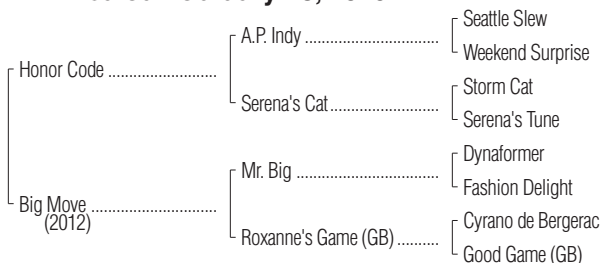 Seattle Slew
A.P. Indy
Weekend Surprise
Honor Code
Storm Cat
Serena's Cat
Serena's Tune
Dynaformer
Mr. Big
Fashion Delight
Big Move
(2012)
Cyrano de Bergerac
Roxanne's Game (GB)
Good Game (GB)